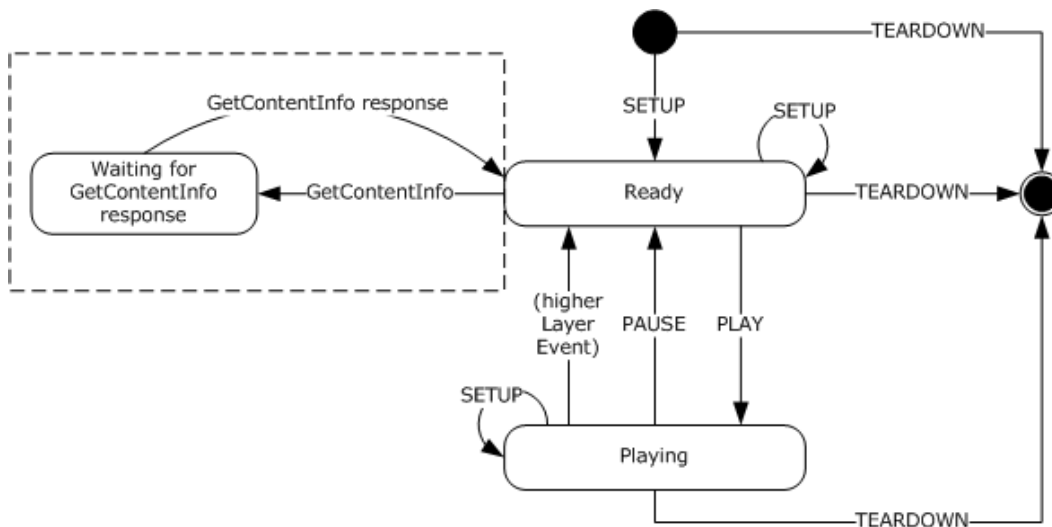 TEARDOWN
GetContentInfo response
SETUP
SETUP
Waiting for
GetContentInfo
response
GetContentInfo
Ready
TEARDOWN
(higher
Layer
Event)
PAUSE
PLAY
SETUP
Playing
TEARDOWN